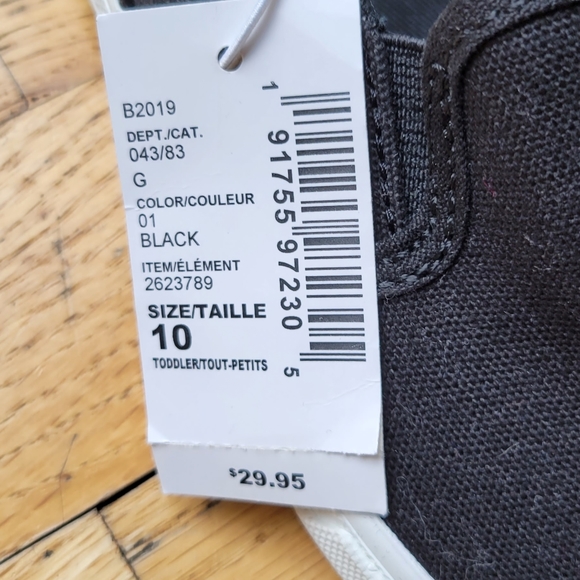 B2019
DEPT./CAT.
043/83
G
COLOR/COULEUR
01
BLACK
ITEM/ÉLÉMENT
2623789
SIZE/TAILLE
10
TODDLER/TOUT-PETITS
1 91755 97230 5
$29.95